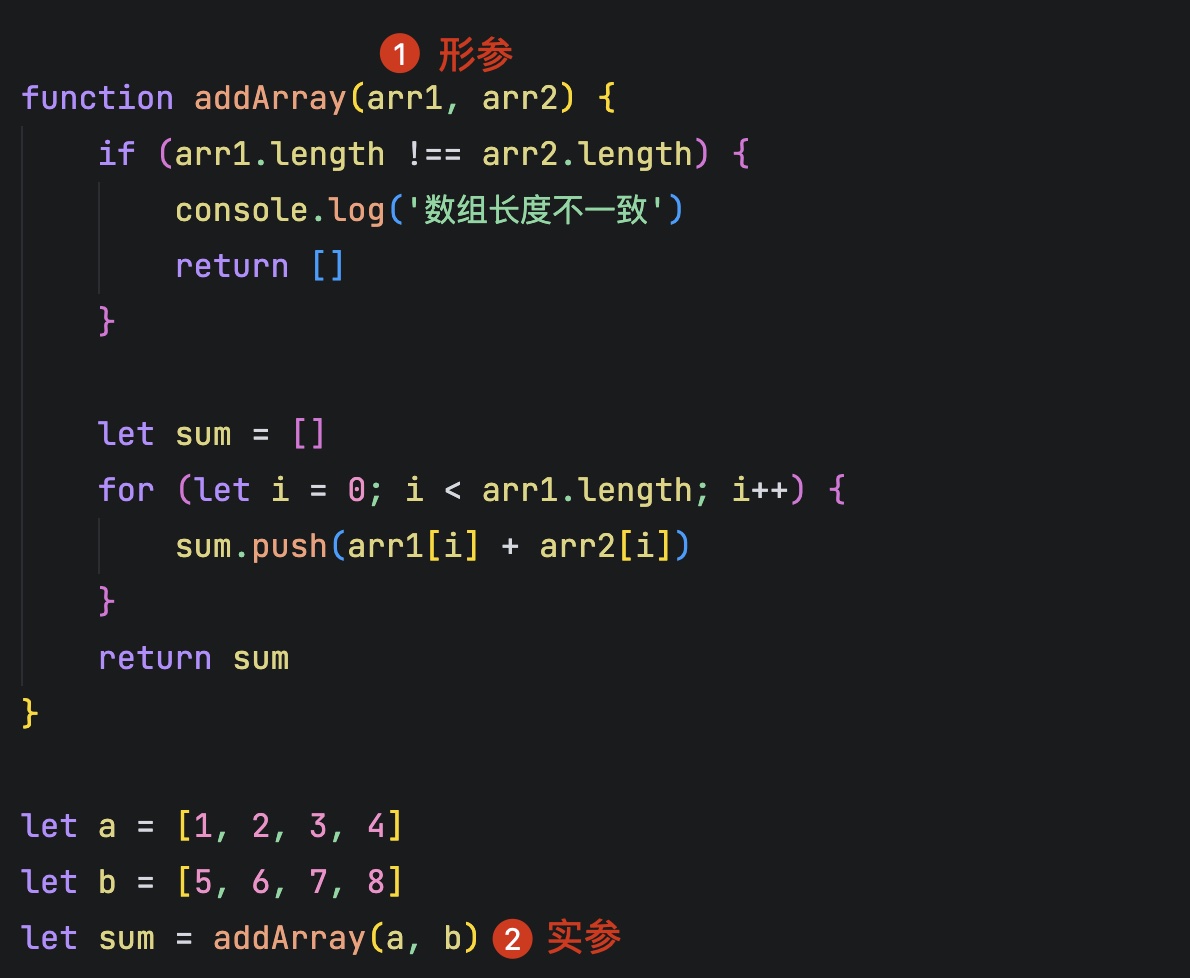 1 形参
function addArray(arr1, arr2) {
    if (arr1.length !== arr2.length) {
        console.log('数组长度不一致')
        return []
    }
    let sum = []
    for (let i = 0; i < arr1.length; i++) {
        sum.push(arr1[i] + arr2[i])
    }
    return sum
}
let a = [1, 2, 3, 4]
let b = [5, 6, 7, 8]
let sum = addArray(a, b) 2 实参